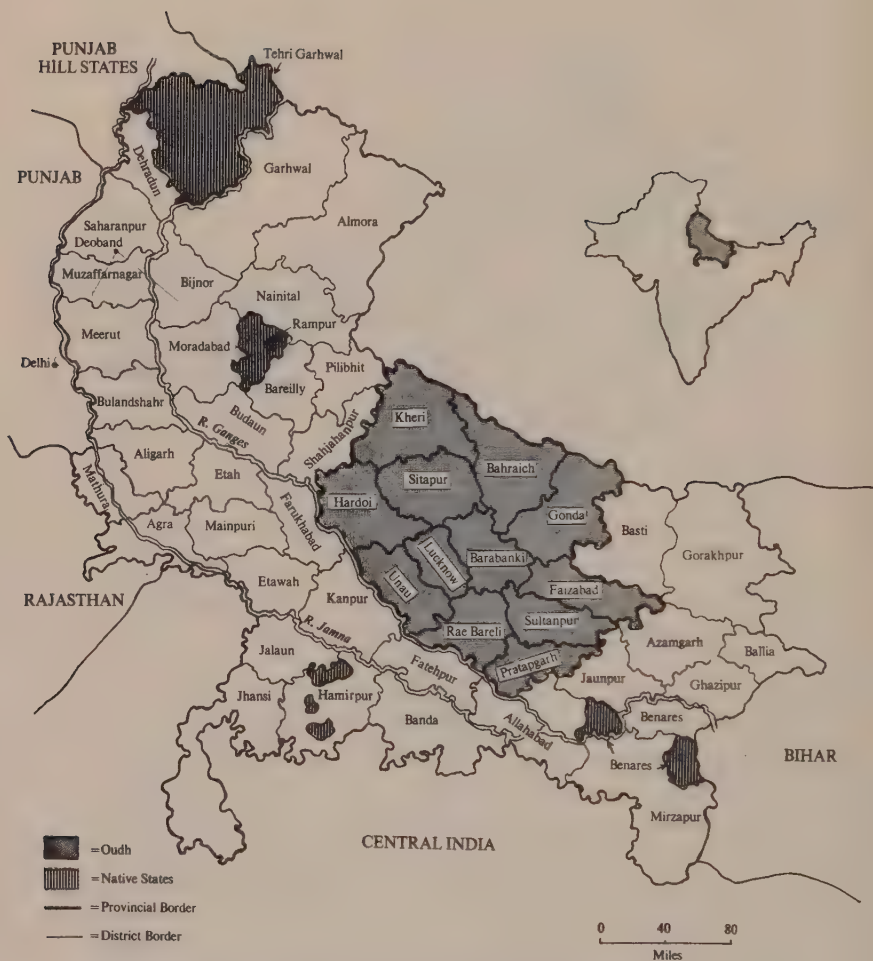 PUNJAB
HILL STATES
Tehri Garhwal
PUNJAB
Dehradun
Garhwal
Almora
Saharanpur
Deoband
Muzaffarnagar
Bijnor
Nainital
Meerut
Moradabad
Rampur
Delhi
Bareilly
Pilibhit
Bulandshahr
Budaun
R. Ganges
Shahjahanpur
Kheri
Aligarh
Etah
Bahraich
Sitapur
Mathura
Hardoi
Gonda
Basti
Agra
Mainpuri
Farukhabad
Lucknow
Barabanki
Gorakhpur
Etawah
Unau
Faizabad
RAJASTHAN
Kanpur
R. Jamna
Rae Bareli
Sultanpur
Azamgarh
Ballia
Jalaun
Fatehpur
Pratapgarh
Jaunpur
Ghazipur
Jhansi
Hamirpur
Banda
Allahabad
Benares
Benares
BIHAR
Mirzapur
CENTRAL INDIA
=Oudh
=Native States
=Provincial Border
=District Border
0 40 80
Miles